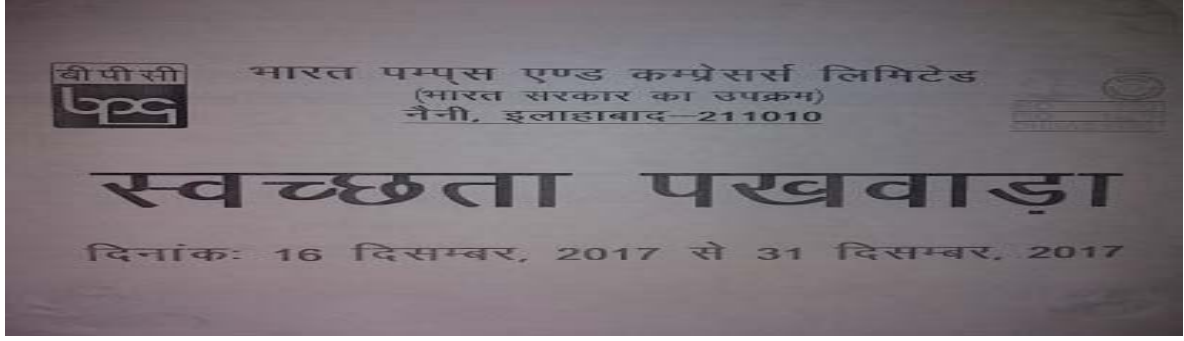 बी पी सी
bpc
भारत पम्प्स एण्ड कम्प्रेसर्स लिमिटेड
(भारत सरकार का उपक्रम)
नैनी, इलाहाबाद-211010
स्वच्छता पखवाड़ा
दिनांकः 16 दिसम्बर, 2017 से 31 दिसम्बर, 2017